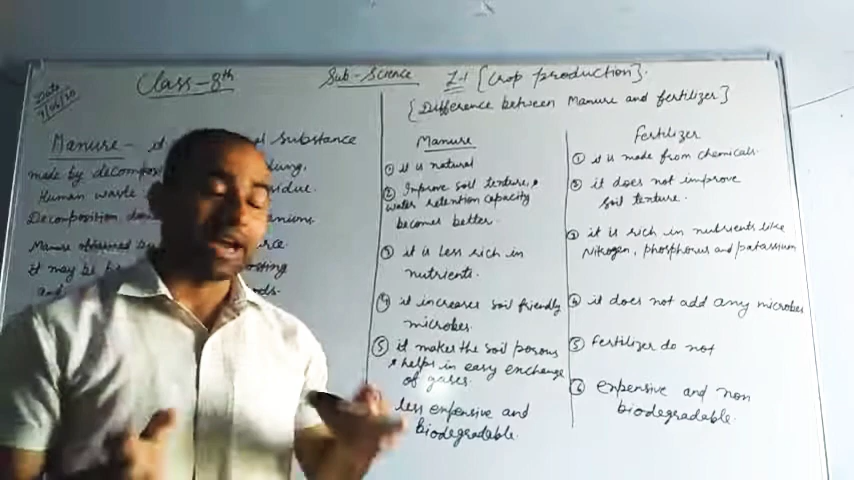 Date
9/06/20
Class-8th
Sub-Science
L-1 {Crop production}.
{Difference between Manure and fertilizer}
Manure - it substance
made by decompos dung,
Human waste sidue.
Decomposition don
Manure obtained
it may be osting
and ods.
Manure
① it is natural
② Improve soil texture,
water retention capacity
becomes better.
③ it is less rich in
nutrients.
④ it increases soil friendly
microbes.
⑤ it makes the soil porous
helps in easy exchange
of gases.
less expensive and
biodegradable.
Fertilizer
① it is made from chemicals.
② it does not improve
soil texture.
③ it is rich in nutrients like
Nitrogen, phosphorus and patassium
④ it does not add any microbes
⑤ fertilizer do not
⑥ expensive and non
biodegradable.